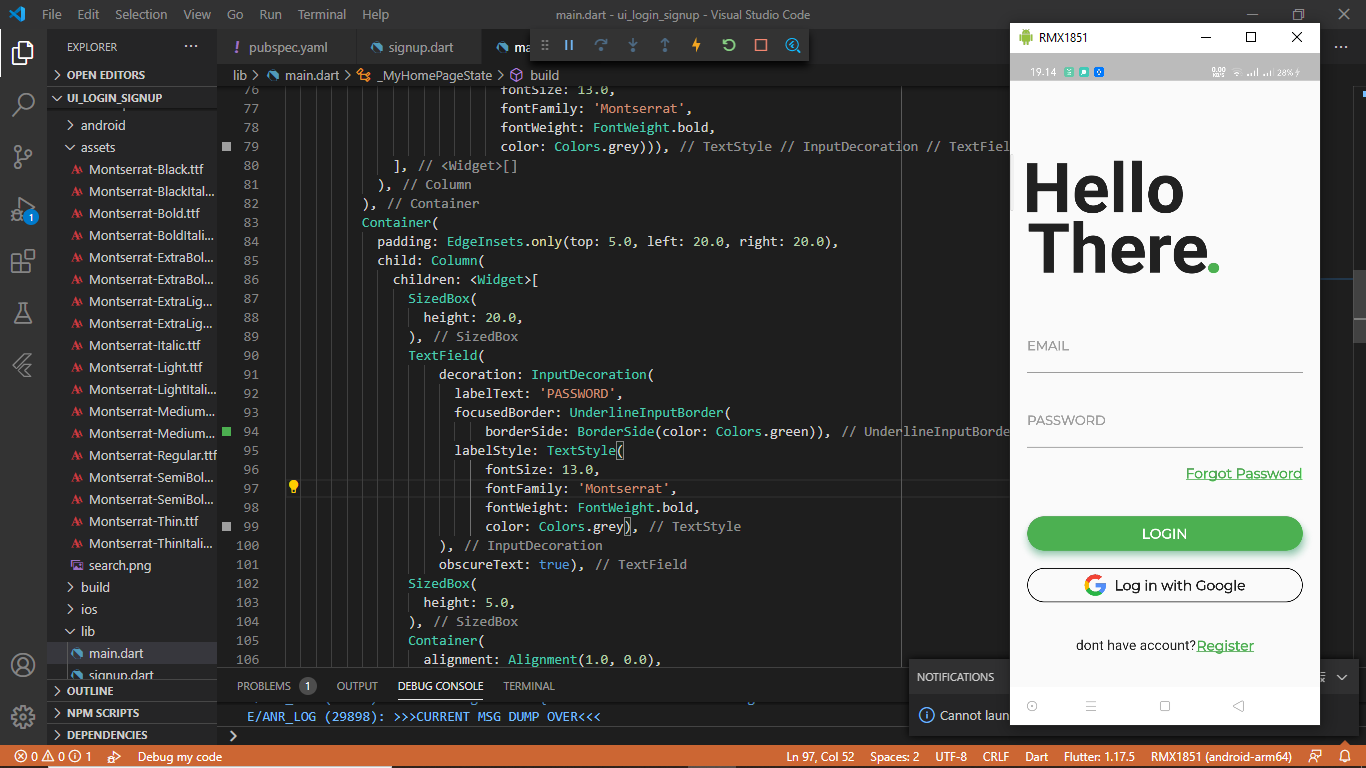 File Edit Selection View Go Run Terminal Help
main.dart - ui_login_signup - Visual Studio Code
EXPLORER
OPEN EDITORS
UI_LOGIN_SIGNUP
android
assets
Montserrat-Black.ttf
Montserrat-BlackItal...
Montserrat-Bold.ttf
Montserrat-BoldItali...
Montserrat-ExtraBol...
Montserrat-ExtraBol...
Montserrat-ExtraLig...
Montserrat-ExtraLig...
Montserrat-Italic.ttf
Montserrat-Light.ttf
Montserrat-LightItali...
Montserrat-Medium...
Montserrat-Medium...
Montserrat-Regular.ttf
Montserrat-SemiBol...
Montserrat-SemiBol...
Montserrat-Thin.ttf
Montserrat-ThinItali...
search.png
build
ios
lib
main.dart
signup.dart
OUTLINE
NPM SCRIPTS
DEPENDENCIES
1
! pubspec.yaml
signup.dart
lib > main.dart > _MyHomePageState > build
76 fontSize: 13.0,
77 fontFamily: 'Montserrat',
78 fontWeight: FontWeight.bold,
79 color: Colors.grey))), // TextStyle // InputDecoration // TextFiel
80 ], // <Widget>[]
81 ), // Column
82 ), // Container
83 Container(
84 padding: EdgeInsets.only(top: 5.0, left: 20.0, right: 20.0),
85 child: Column(
86 children: <Widget>[
87 SizedBox(
88 height: 20.0,
89 ), // SizedBox
90 TextField(
91 decoration: InputDecoration(
92 labelText: 'PASSWORD',
93 focusedBorder: UnderlineInputBorder(
94 borderSide: BorderSide(color: Colors.green)), // UnderlineInputBorde
95 labelStyle: TextStyle(
96 fontSize: 13.0,
97 fontFamily: 'Montserrat',
98 fontWeight: FontWeight.bold,
99 color: Colors.grey), // TextStyle
100 ), // InputDecoration
101 obscureText: true), // TextField
102 SizedBox(
103 height: 5.0,
104 ), // SizedBox
105 Container(
106 alignment: Alignment(1.0, 0.0),
PROBLEMS 1 OUTPUT DEBUG CONSOLE TERMINAL
E/ANR_LOG (29898): >>>CURRENT MSG DUMP OVER<<<
NOTIFICATIONS
Cannot laun
RMX1851
19.14
0.00
KB/S
28%
Hello
There.
EMAIL
PASSWORD
Forgot Password
LOGIN
Log in with Google
dont have account?Register
0 0 1 Debug my code
Ln 97, Col 52 Spaces: 2 UTF-8 CRLF Dart Flutter: 1.17.5 RMX1851 (android-arm64)